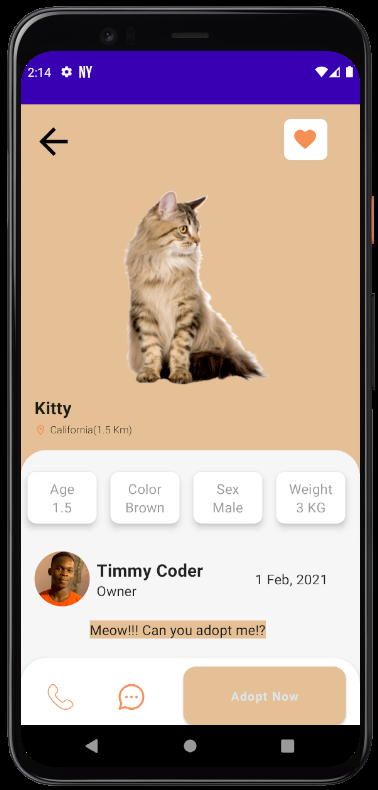 2:14 NY
Kitty
California(1.5 Km)
Age Color Sex Weight
1.5 Brown Male 3 KG
Timmy Coder
Owner
1 Feb, 2021
Meow!!! Can you adopt me!?
Adopt Now